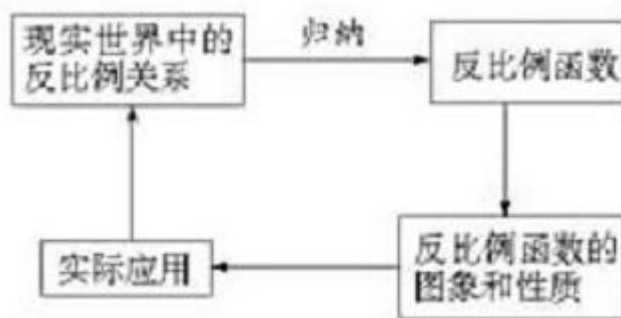 现实世界中的
反比例关系
归纳
反比例函数
反比例函数的
图象和性质
实际应用